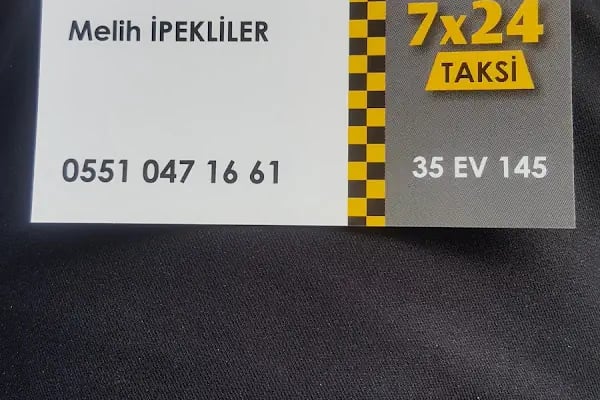 Melih İPEKLİLER
0551 047 16 61
7x24
TAKSİ
35 EV 145